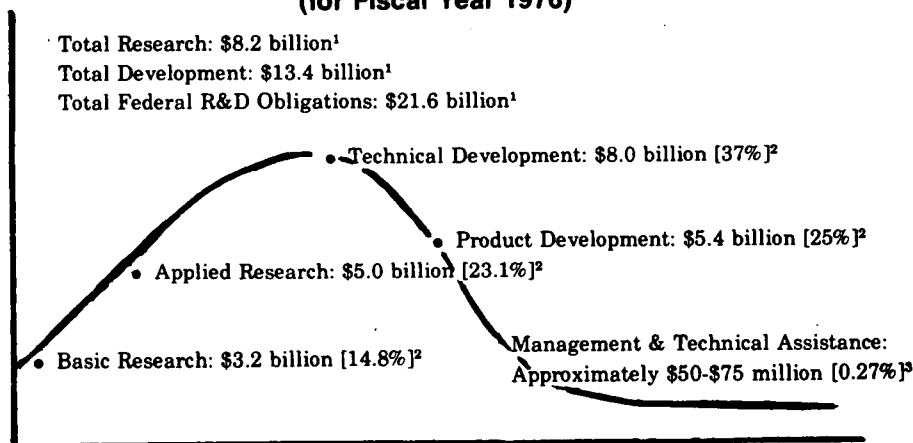 (for Fiscal Year 1976)
Total Research: $8.2 billion¹
Total Development: $13.4 billion¹
Total Federal R&D Obligations: $21.6 billion¹
Technical Development: $8.0 billion [37%]²
Product Development: $5.4 billion [25%]²
Applied Research: $5.0 billion [23.1%]²
Management & Technical Assistance:
Approximately $50-$75 million [0.27%]³
Basic Research: $3.2 billion [14.8%]²